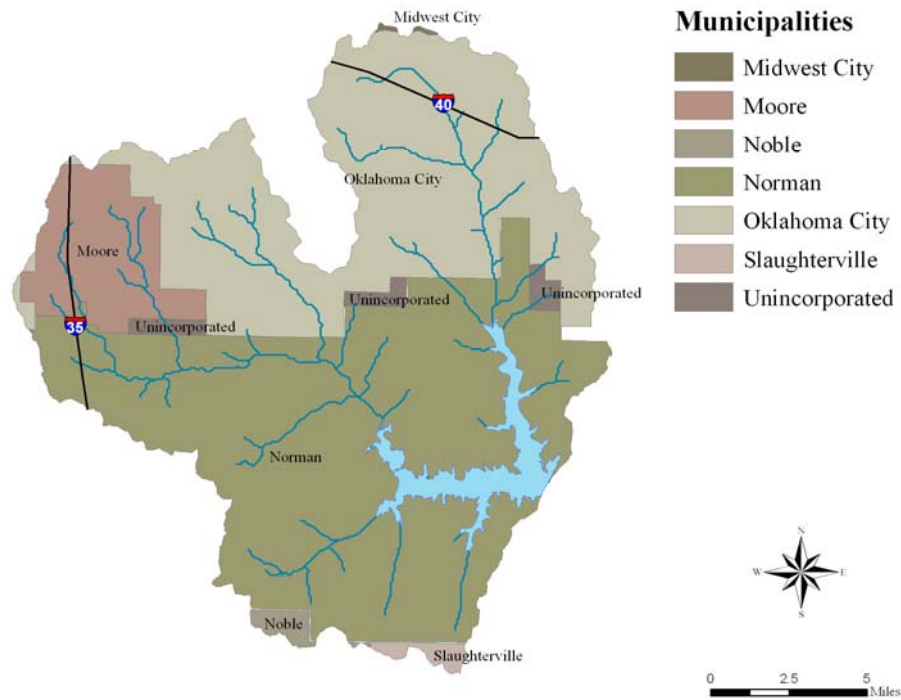 Midwest City
Municipalities
Midwest City
Moore
Noble
Norman
Oklahoma City
Slaughterville
Unincorporated
40
Oklahoma City
Moore
Unincorporated
Unincorporated
Unincorporated
35
Norman
Noble
Slaughterville
N
W
E
S
0 2.5 5
Miles